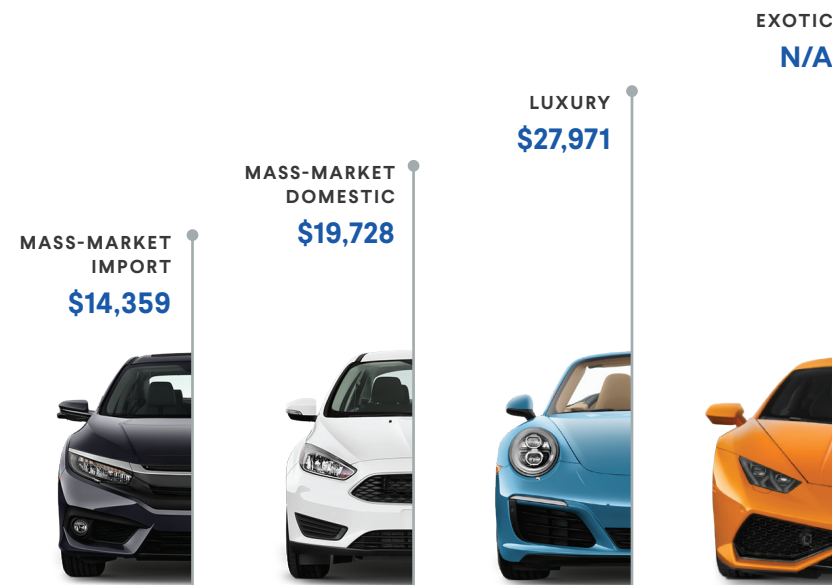 EXOTIC
N/A
LUXURY
$27,971
MASS-MARKET
DOMESTIC
$19,728
MASS-MARKET
IMPORT
$14,359